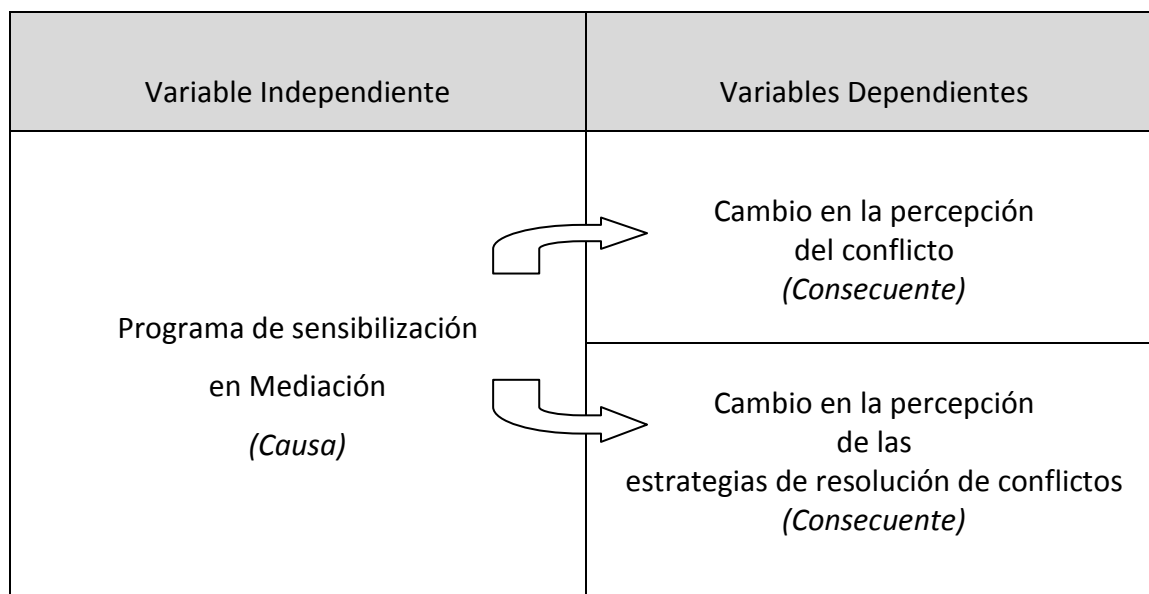 Variable Independiente
Variables Dependientes
Programa de sensibilización
en Mediación
(Causa)
Cambio en la percepción
del conflicto
(Consecuente)
Cambio en la percepción
de las
estrategias de resolución de conflictos
(Consecuente)